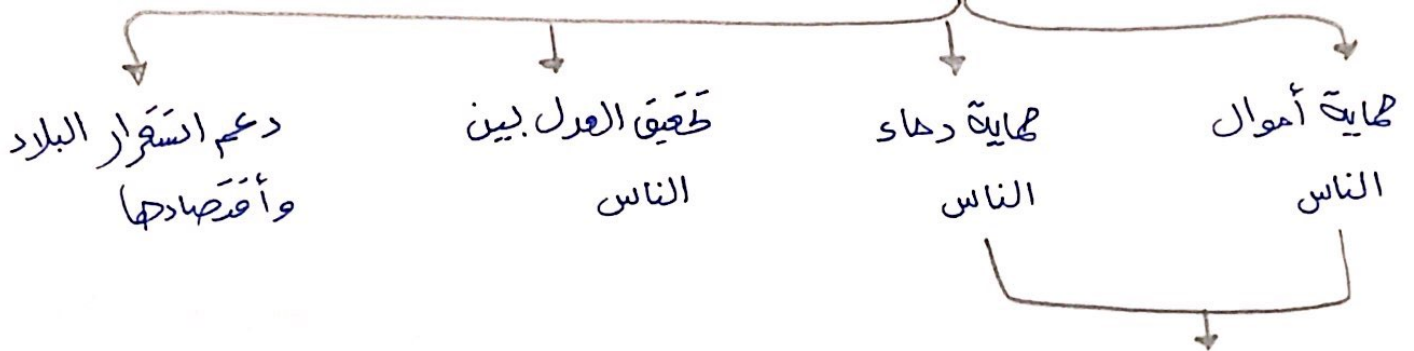 حماية أموال
الناس
حماية دماء
الناس
تحقيق العدل بين
الناس
دعم استقرار البلاد
وأقتصادها